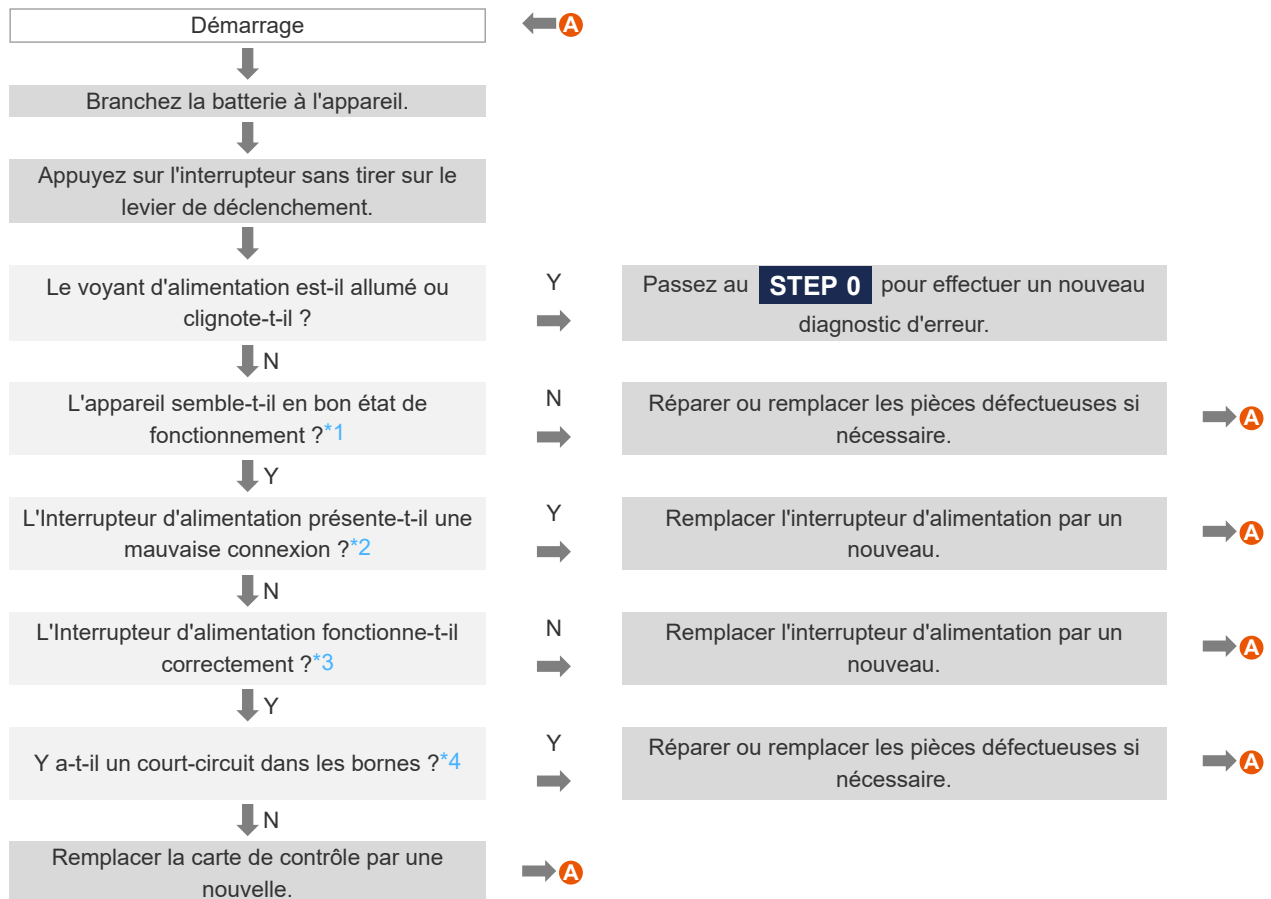 Démarrage
A
Branchez la batterie à l'appareil.
Appuyez sur l'interrupteur sans tirer sur le
levier de déclenchement.
Le voyant d'alimentation est-il allumé ou
clignote-t-il ?
Y
Passez au STEP 0 pour effectuer un nouveau
diagnostic d'erreur.
N
L'appareil semble-t-il en bon état de
fonctionnement ?*1
N
Réparer ou remplacer les pièces défectueuses si
nécessaire.
A
Y
L'Interrupteur d'alimentation présente-t-il une
mauvaise connexion ?*2
Y
Remplacer l'interrupteur d'alimentation par un
nouveau.
A
N
L'Interrupteur d'alimentation fonctionne-t-il
correctement ?*3
N
Remplacer l'interrupteur d'alimentation par un
nouveau.
A
Y
Y a-t-il un court-circuit dans les bornes ?*4
Y
Réparer ou remplacer les pièces défectueuses si
nécessaire.
A
N
Remplacer la carte de contrôle par une
nouvelle.
A